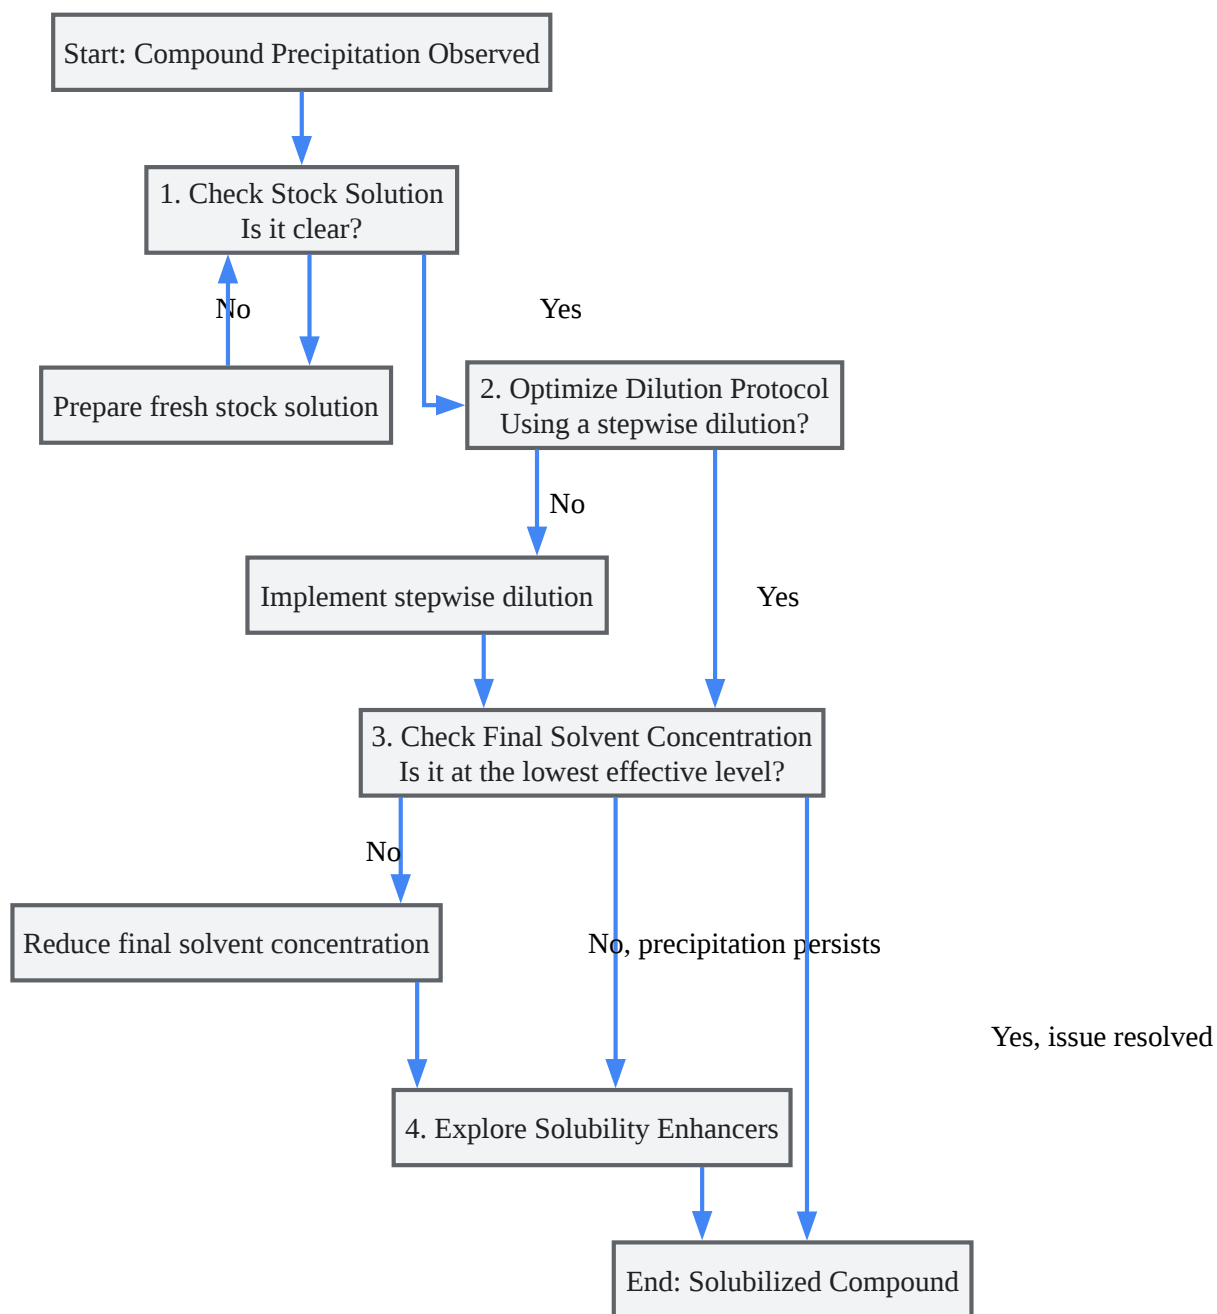 Start: Compound Precipitation Observed
1. Check Stock Solution
Is it clear?
No
Yes
Prepare fresh stock solution
2. Optimize Dilution Protocol
Using a stepwise dilution?
No
Implement stepwise dilution
Yes
3. Check Final Solvent Concentration
Is it at the lowest effective level?
No
Reduce final solvent concentration
No, precipitation persists
Yes, issue resolved
4. Explore Solubility Enhancers
End: Solubilized Compound